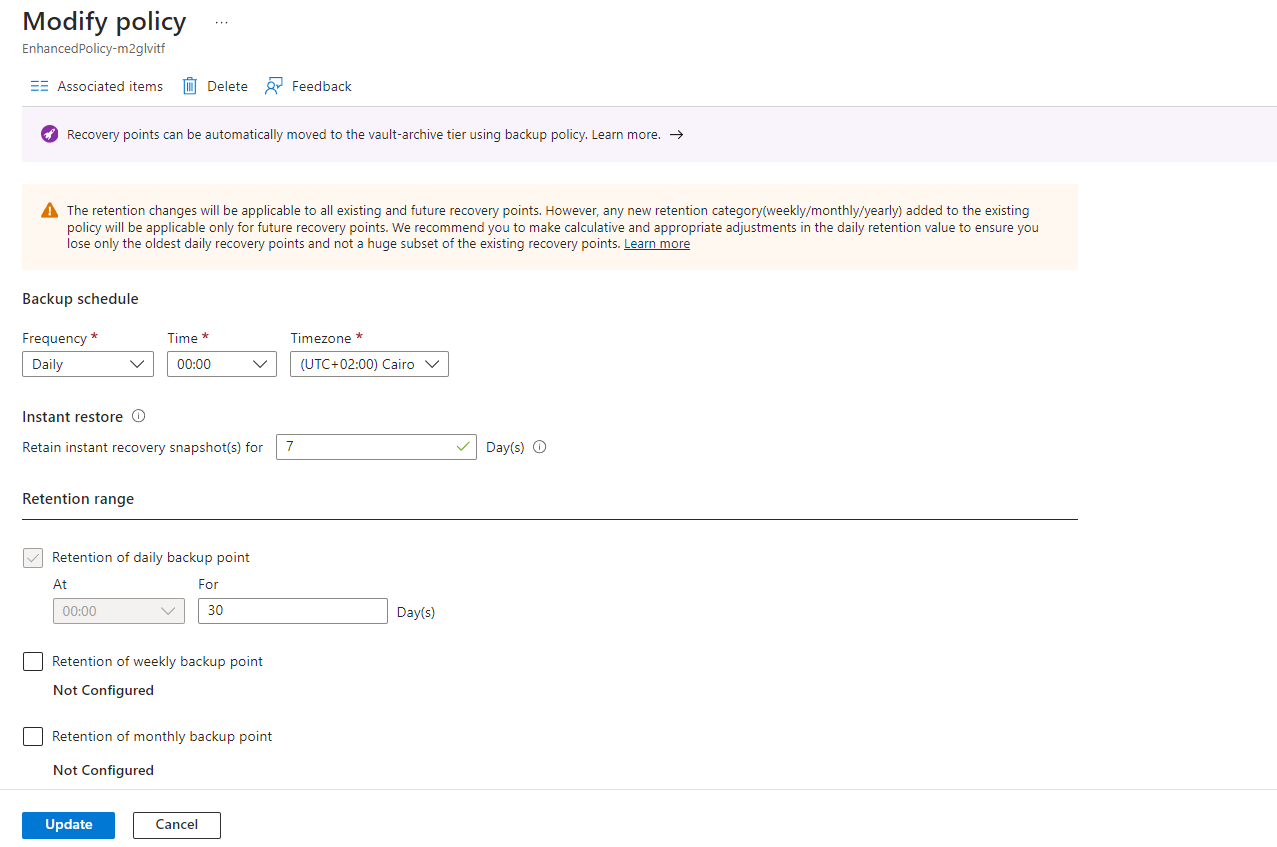 Modify policy ...
EnhancedPolicy-m2glvitf
Associated items Delete Feedback
Recovery points can be automatically moved to the vault-archive tier using backup policy. Learn more. →
The retention changes will be applicable to all existing and future recovery points. However, any new retention category(weekly/monthly/yearly) added to the existing
policy will be applicable only for future recovery points. We recommend you to make calculative and appropriate adjustments in the daily retention value to ensure you
lose only the oldest daily recovery points and not a huge subset of the existing recovery points. Learn more
Backup schedule
Frequency * Time * Timezone *
Daily 00:00 (UTC+02:00) Cairo
Instant restore
Retain instant recovery snapshot(s) for 7 Day(s)
Retention range
Retention of daily backup point
At For
00:00 30 Day(s)
Retention of weekly backup point
Not Configured
Retention of monthly backup point
Not Configured
Update Cancel